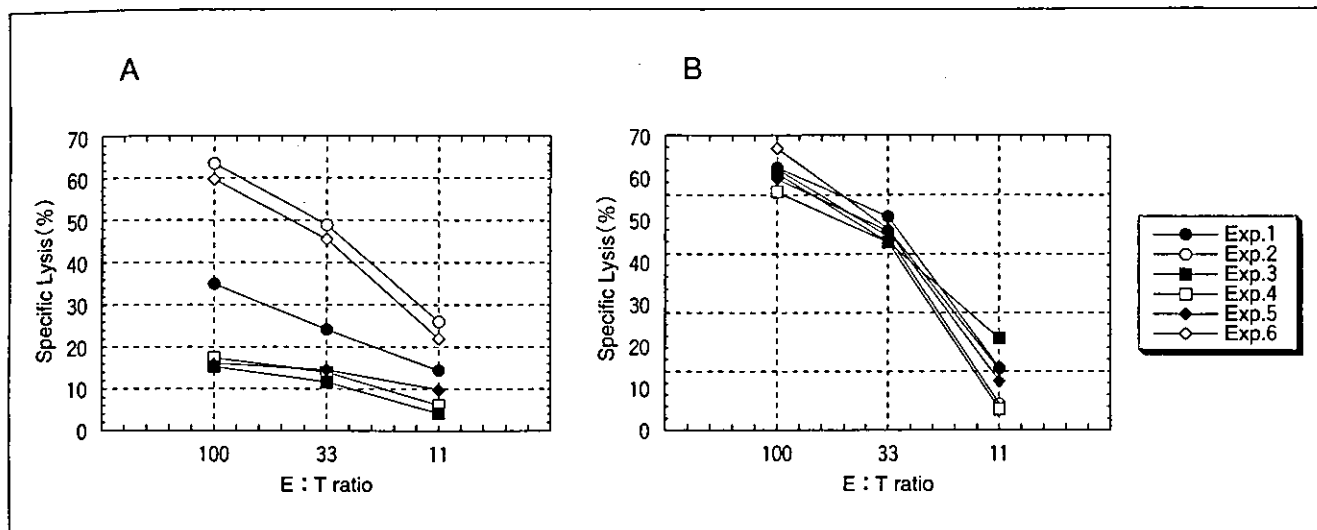 A
B
Specific Lysis(%)
70
60
50
40
30
20
10
0
100 33 11
E：T ratio
Specific Lysis(%)
70
60
50
40
30
20
10
0
100 33 11
E：T ratio
Exp.1
Exp.2
Exp.3
Exp.4
Exp.5
Exp.6